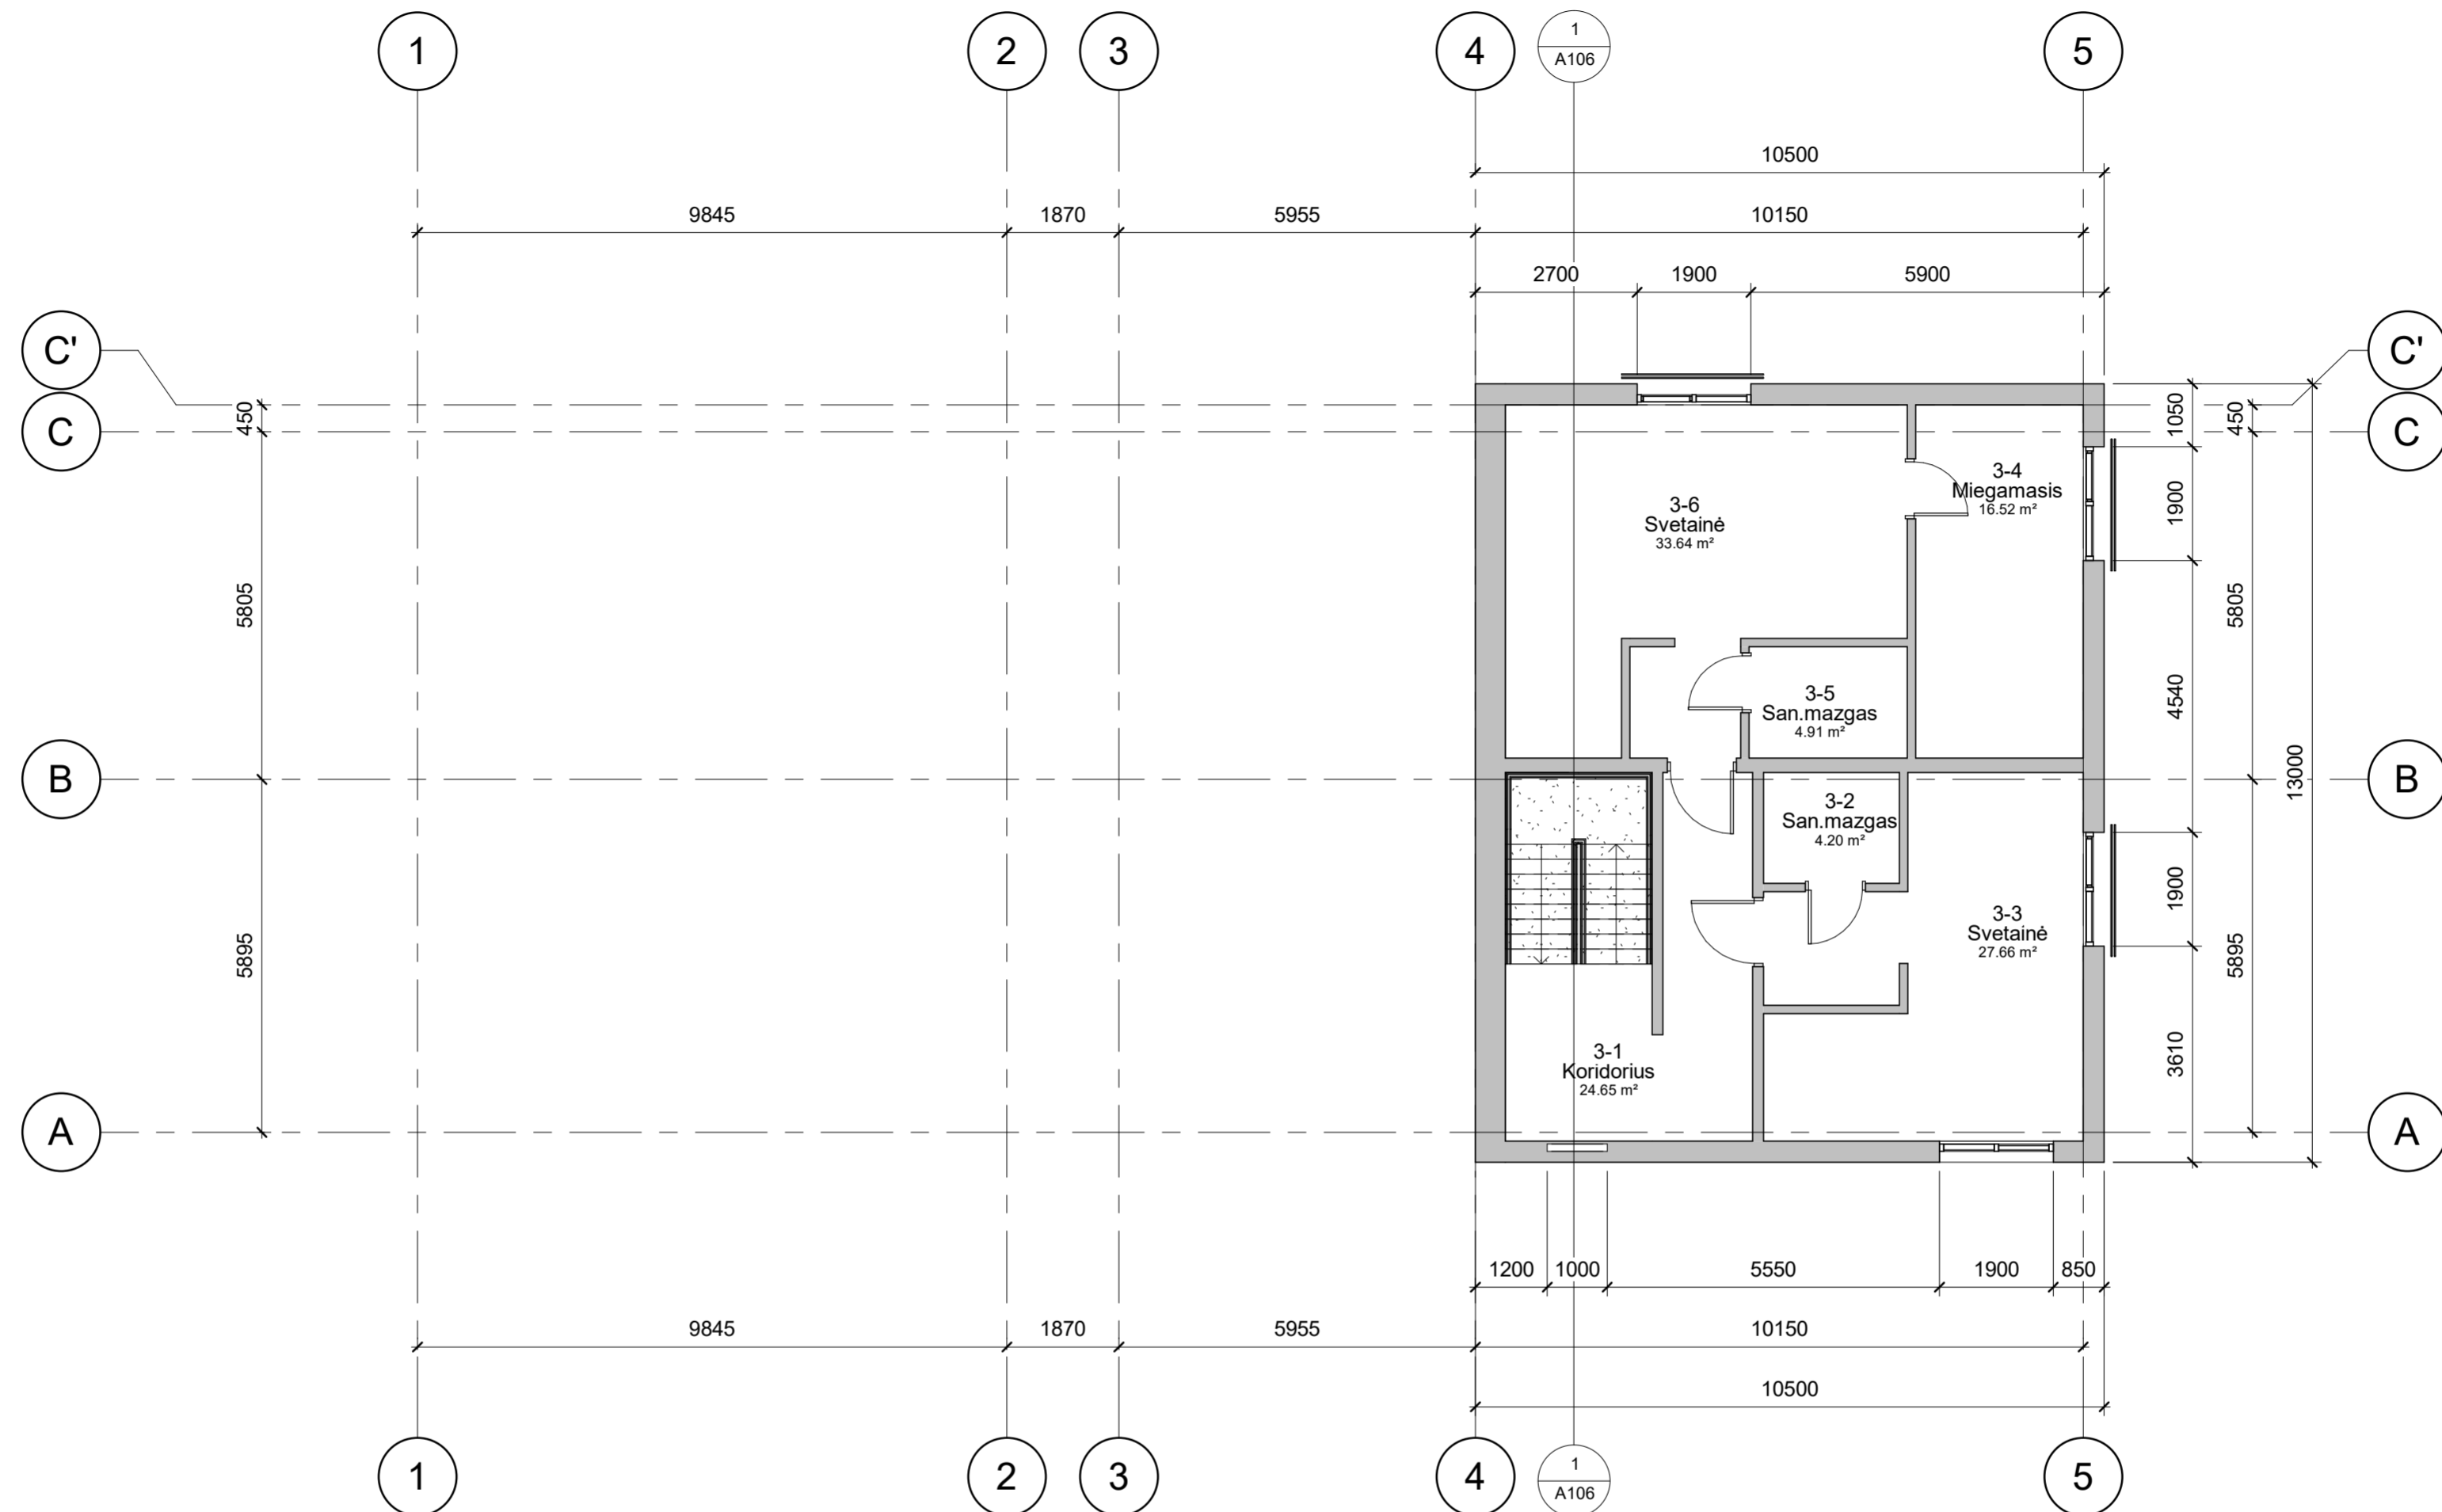 1
2
3
4
1
A106
5
10500
9845
1870
5955
10150
2700
1900
5900
C'
C'
450
1050
450
C
C
3-4
Miegamasis
16.52 m²
3-6
Svetainė
33.64 m²
1900
5805
5805
3-5
San.mazgas
4.91 m²
4540
B
13000
B
3-2
San.mazgas
4.20 m²
1900
3-3
Svetainė
27.66 m²
5895
5895
3-1
Koridorius
24.65 m²
3610
A
A
1200
1000
5550
1900
850
9845
1870
5955
10150
10500
1
2
3
4
1
A106
5